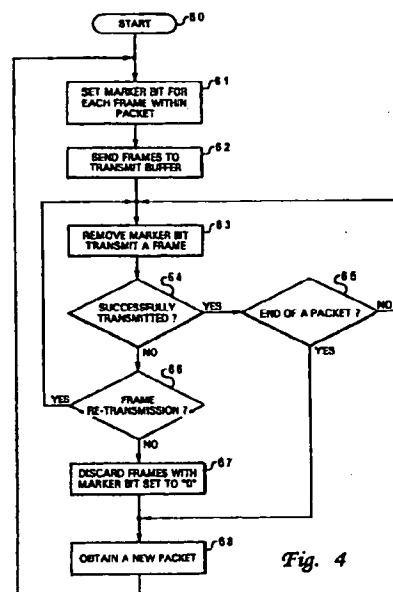 START
60
SET MARKER BIT FOR
EACH FRAME WITHIN
PACKET
61
SEND FRAMES TO
TRANSMIT BUFFER
62
REMOVE MARKER BIT
TRANSMIT A FRAME
63
SUCCESSFULLY
TRANSMITTED ?
64
YES
NO
END OF A PACKET ?
65
NO
YES
FRAME
RE-TRANSMISSION ?
66
YES
NO
DISCARD FRAMES WITH
MARKER BIT SET TO "0"
67
OBTAIN A NEW PACKET
68
Fig. 4